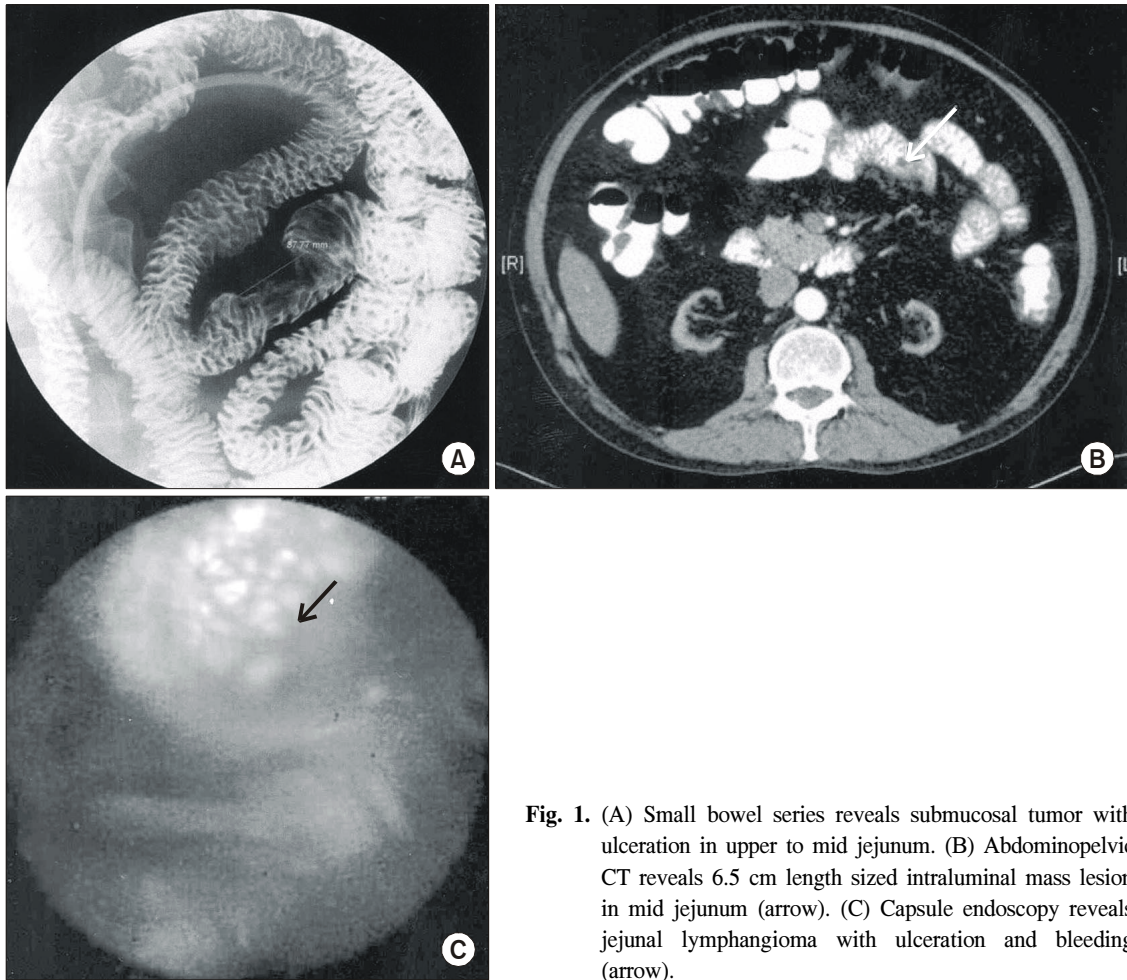 57.77 mm
A
[R]
[L
B
C
Fig. 1. (A) Small bowel series reveals submucosal tumor with
ulceration in upper to mid jejunum. (B) Abdominopelvic
CT reveals 6.5 cm length sized intraluminal mass lesion
in mid jejunum (arrow). (C) Capsule endoscopy reveals
jejunal lymphangioma with ulceration and bleeding
(arrow).